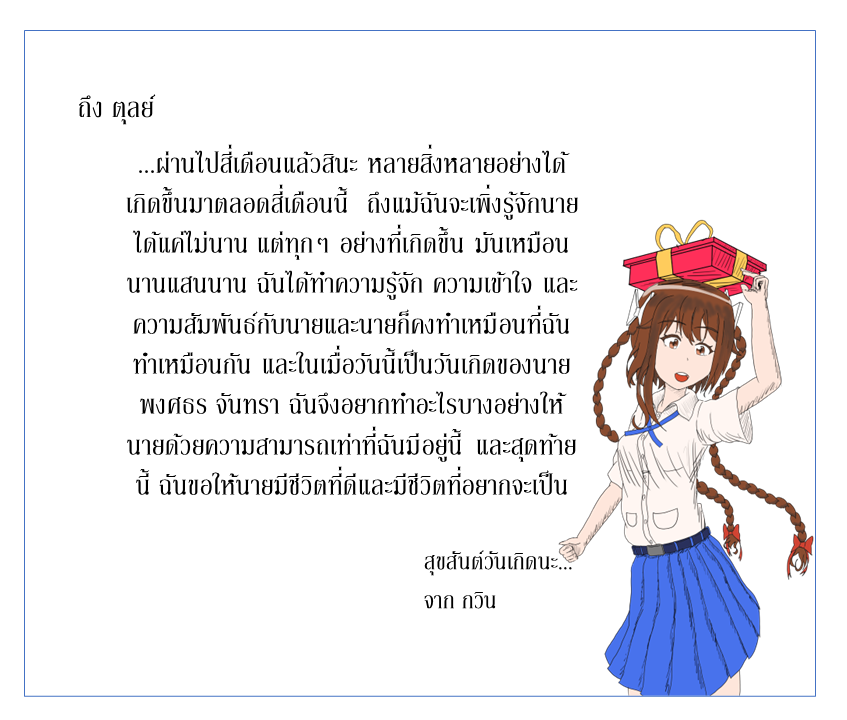 ถึง ตุลย์
...ผ่านไปสี่เดือนแล้วสินะ หลายสิ่งหลายอย่างได้
เกิดขึ้นมาตลอดสี่เดือนนี้ ถึงแม้ฉันจะเพิ่งรู้จักนาย
ได้แค่ไม่นาน แต่ทุกๆ อย่างที่เกิดขึ้น มันเหมือน
นานแสนนาน ฉันได้ทำความรู้จัก ความเข้าใจ และ
ความสัมพันธ์กับนายและนายก็คงทำเหมือนที่ฉัน
ทำเหมือนกัน และในเมื่อวันนี้เป็นวันเกิดของนาย
พงศธร จันทรา ฉันจึงอยากทำอะไรบางอย่างให้
นายด้วยความสามารถเท่าที่ฉันมีอยู่นี้ และสุดท้าย
นี้ ฉันขอให้นายมีชีวิตที่ดีและมีชีวิตที่อยากจะเป็น
สุขสันต์วันเกิดนะ...
จาก กวิน